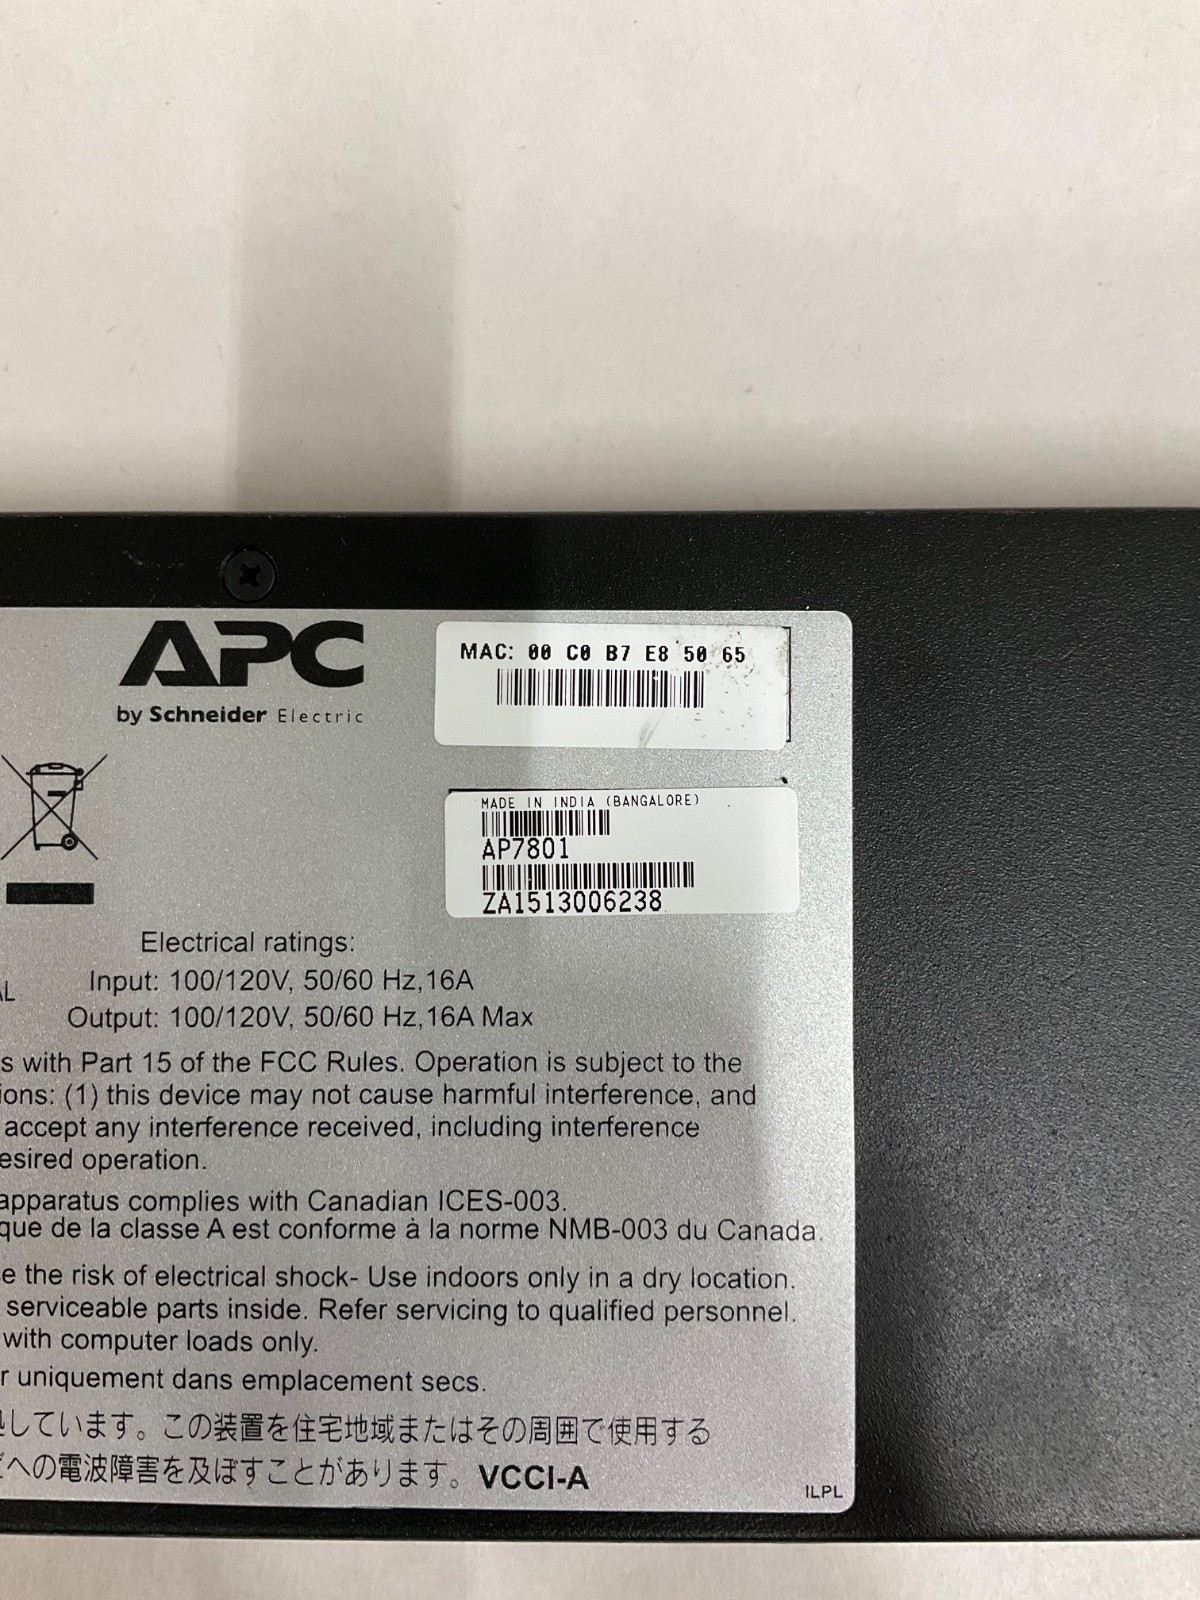 APC
by Schneider Electric
MAC: 00 C0 B7 E8 50 65
MADE IN INDIA (BANGALORE)
AP7801
ZA1513006238
Electrical ratings:
Input: 100/120V, 50/60 Hz,16A
Output: 100/120V, 50/60 Hz,16A Max
AL
s with Part 15 of the FCC Rules. Operation is subject to the
ions: (1) this device may not cause harmful interference, and
accept any interference received, including interference
esired operation.
apparatus complies with Canadian ICES-003.
que de la classe A est conforme à la norme NMB-003 du Canada.
e the risk of electrical shock- Use indoors only in a dry location.
serviceable parts inside. Refer servicing to qualified personnel.
with computer loads only.
r uniquement dans emplacement secs.
しています。この装置を住宅地域またはその周囲で使用する
への電波障害を及ぼすことがあります。 VCCI-A
ILPL